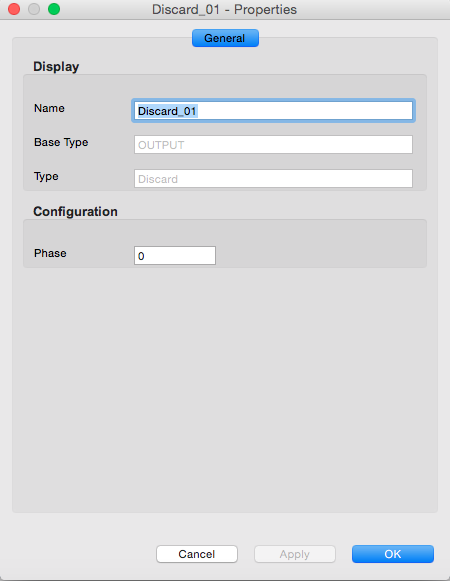 Discard_01 - Properties
General
Display
Name Discard_01
Base Type OUTPUT
Type Discard
Configuration
Phase 0
Cancel Apply OK